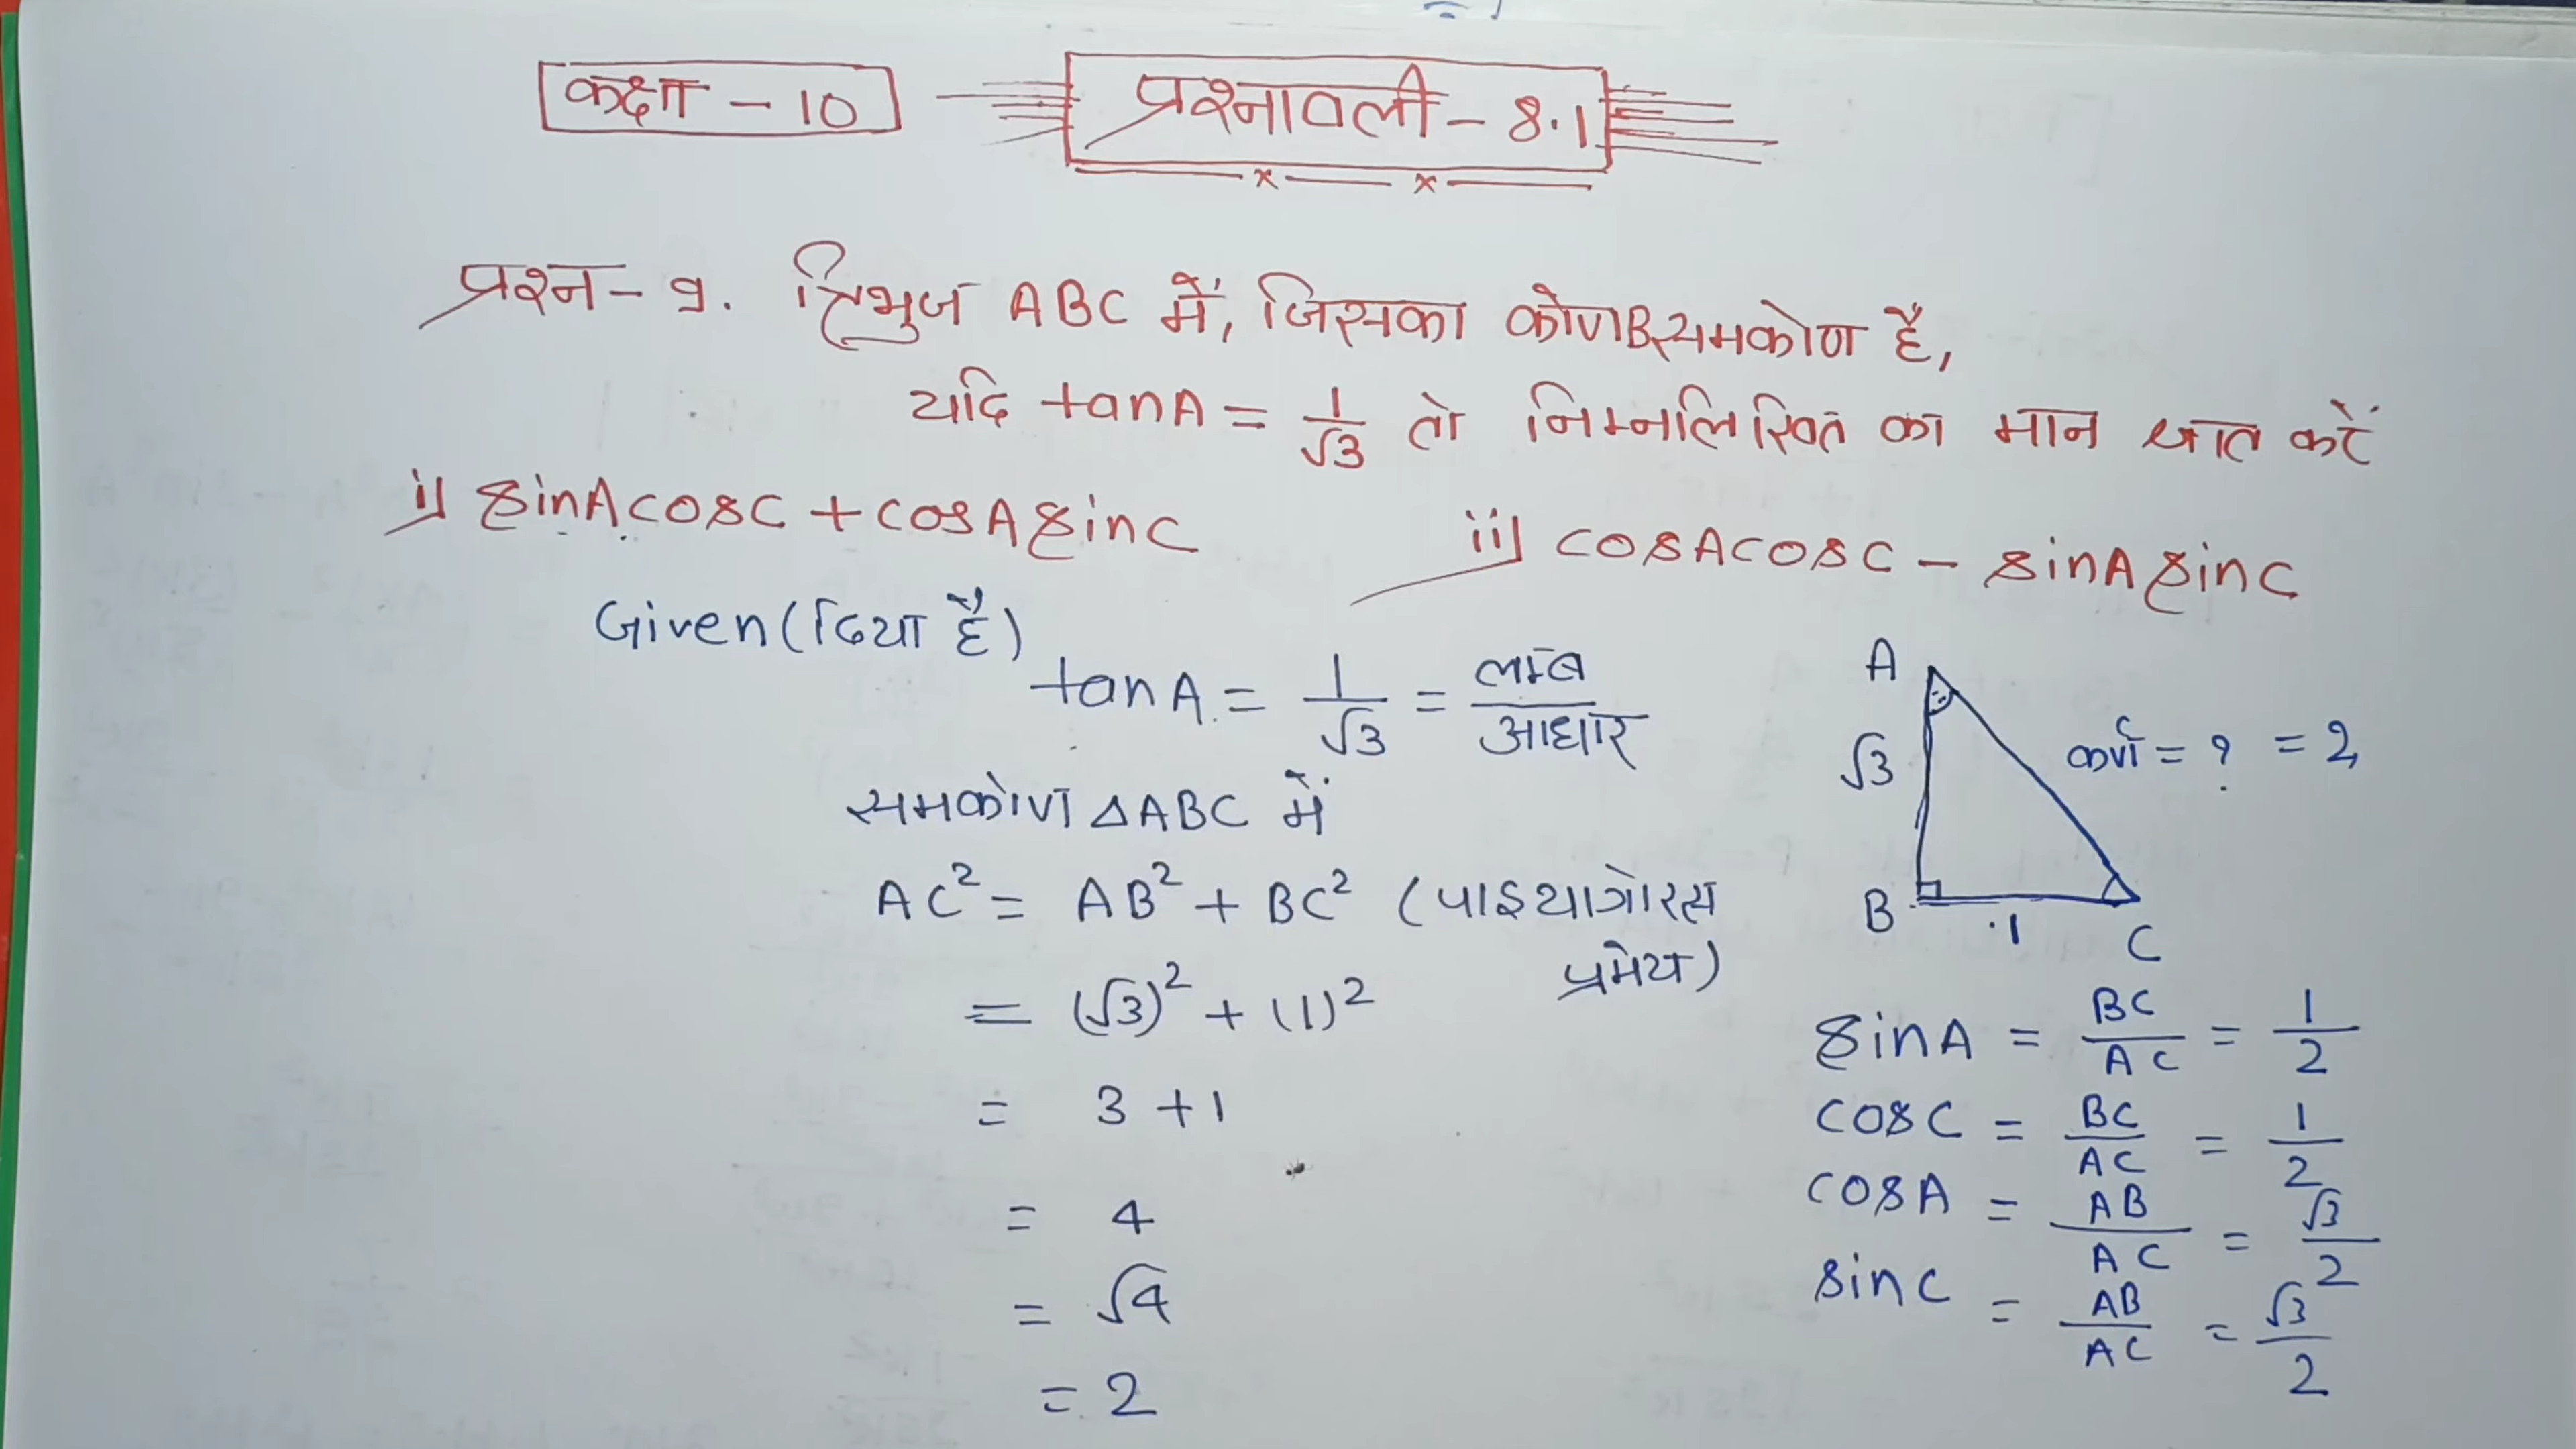 कक्षा - 10
प्रश्नावली - 8.1
प्रश्न - 9. त्रिभुज ABC में, जिसका कोण B समकोण है,
यदि tanA = 1/√3 तो निम्नलिखित का मान ज्ञात करें
i) sinA cosC + cosA sinC
ii) cosA cosC - sinA sinC
Given (दिया है)
tanA = 1/√3 = लम्ब/आधार
समकोण ΔABC में
AC² = AB² + BC² (पाइथागोरस
प्रमेय)
= (√3)² + (1)²
= 3 + 1
= 4
= √4
= 2
A
√3
कर्ण = ? = 2
B
1
C
sinA = BC/AC = 1/2
cosC = BC/AC = 1/2
cosA = AB/AC = √3/2
sinC = AB/AC = √3/2